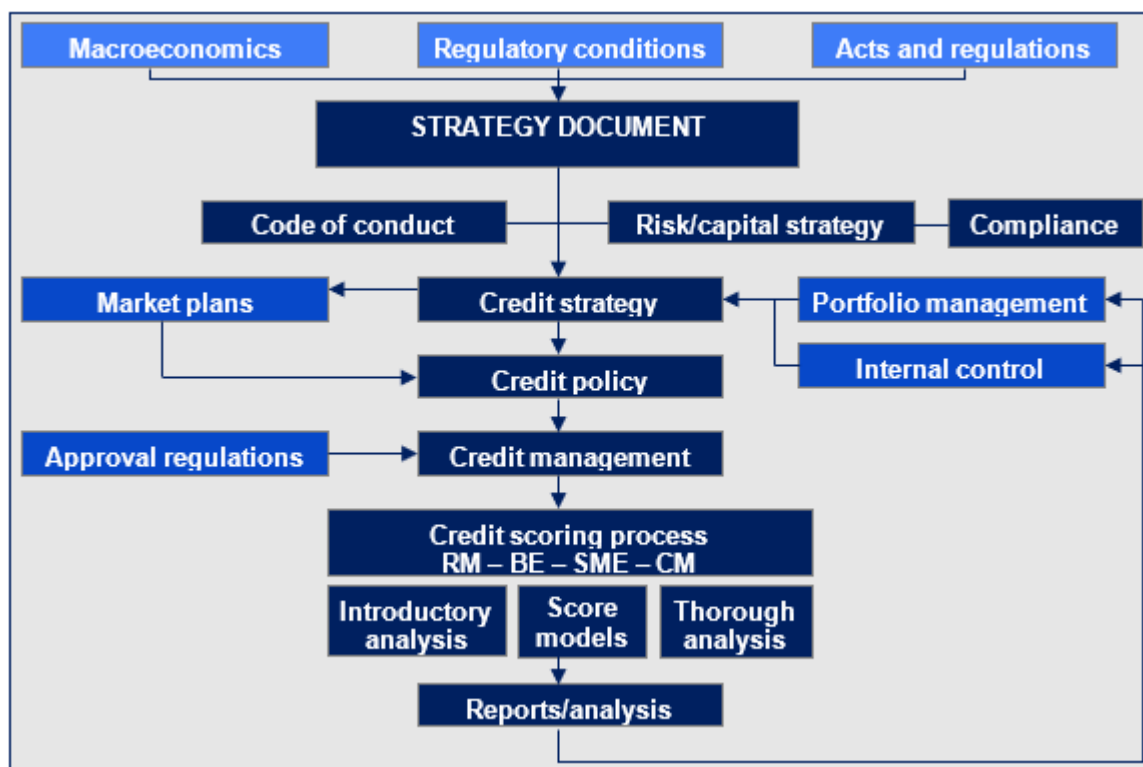 Macroeconomics
Regulatory conditions
Acts and regulations
STRATEGY DOCUMENT
Code of conduct
Risk/capital strategy
Compliance
Market plans
Credit strategy
Portfolio management
Credit policy
Internal control
Approval regulations
Credit management
Credit scoring process
RM – BE – SME – CM
Introductory
analysis
Score
models
Thorough
analysis
Reports/analysis